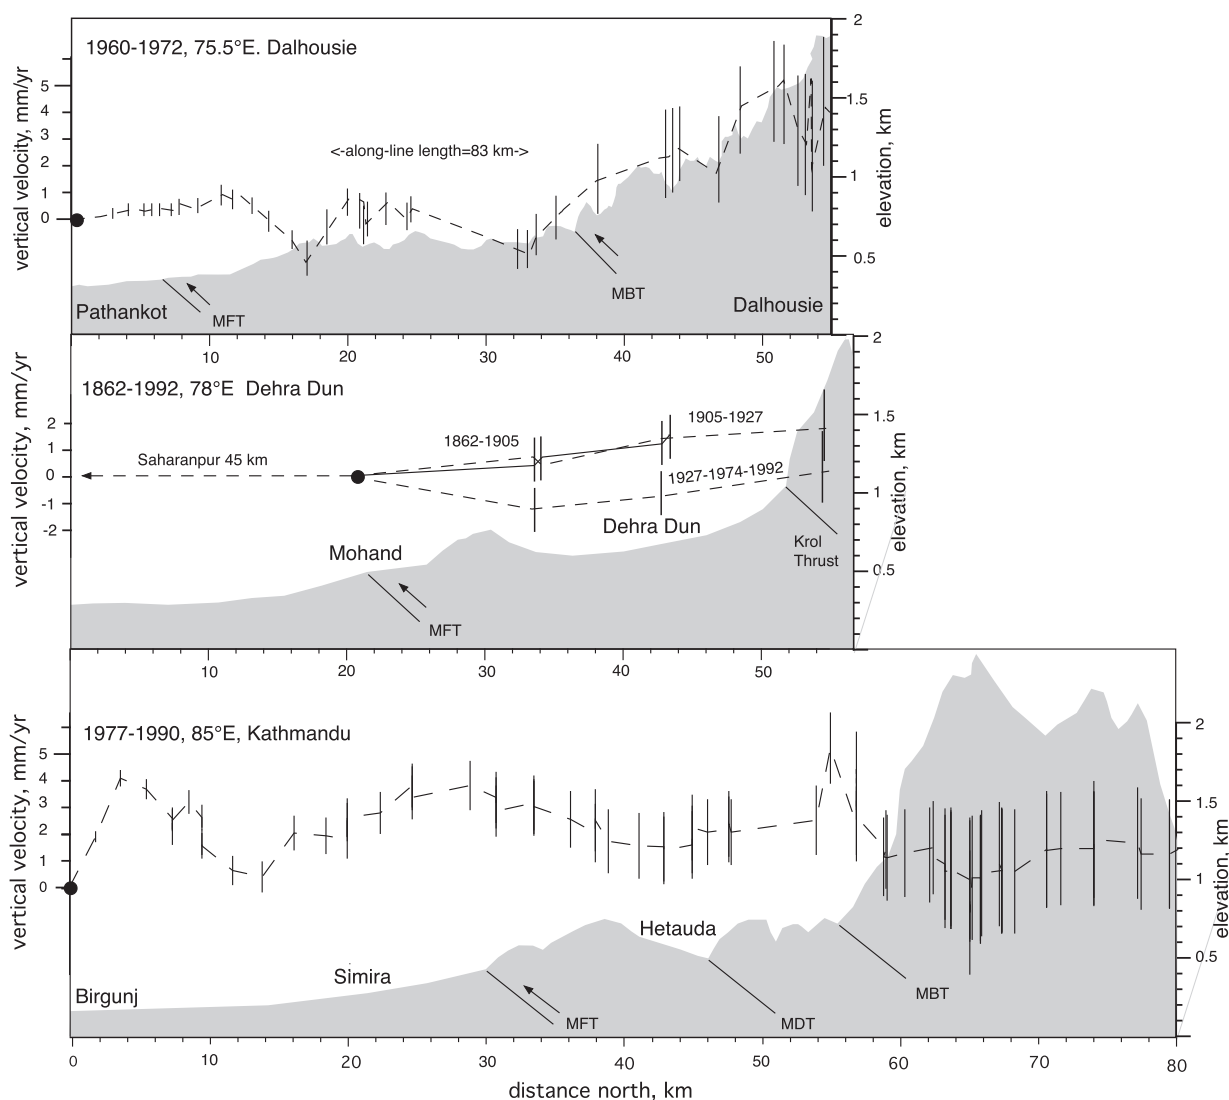 1960-1972, 75.5°E. Dalhousie
vertical velocity, mm/yr
5
4
3
2
1
0
<-along-line length=83 km->
2
1.5
1
0.5
elevation, km
Pathankot
MFT
MBT
Dalhousie
10
20
30
40
50
1862-1992, 78°E Dehra Dun
vertical velocity, mm/yr
2
1
0
-1
-2
Saharanpur 45 km
1862-1905
1905-1927
1927-1974-1992
Dehra Dun
Mohand
MFT
Krol
Thrust
2
1.5
1
0.5
elevation, km
10
20
30
40
50
1977-1990, 85°E, Kathmandu
vertical velocity, mm/yr
5
4
3
2
1
0
2
1.5
1
0.5
elevation, km
Birgunj
Simira
Hetauda
MFT
MDT
MBT
0
10
20
30
40
50
60
70
80
distance north, km